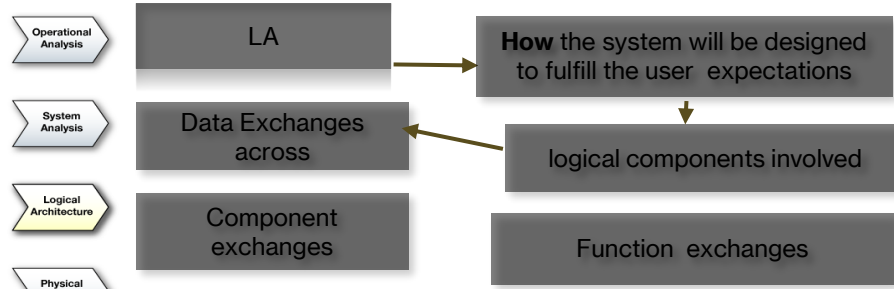 Operational
Analysis
LA
How the system will be designed
to fulfill the user expectations
System
Analysis
Data Exchanges
across
logical components involved
Logical
Architecture
Component
exchanges
Function exchanges
Physical